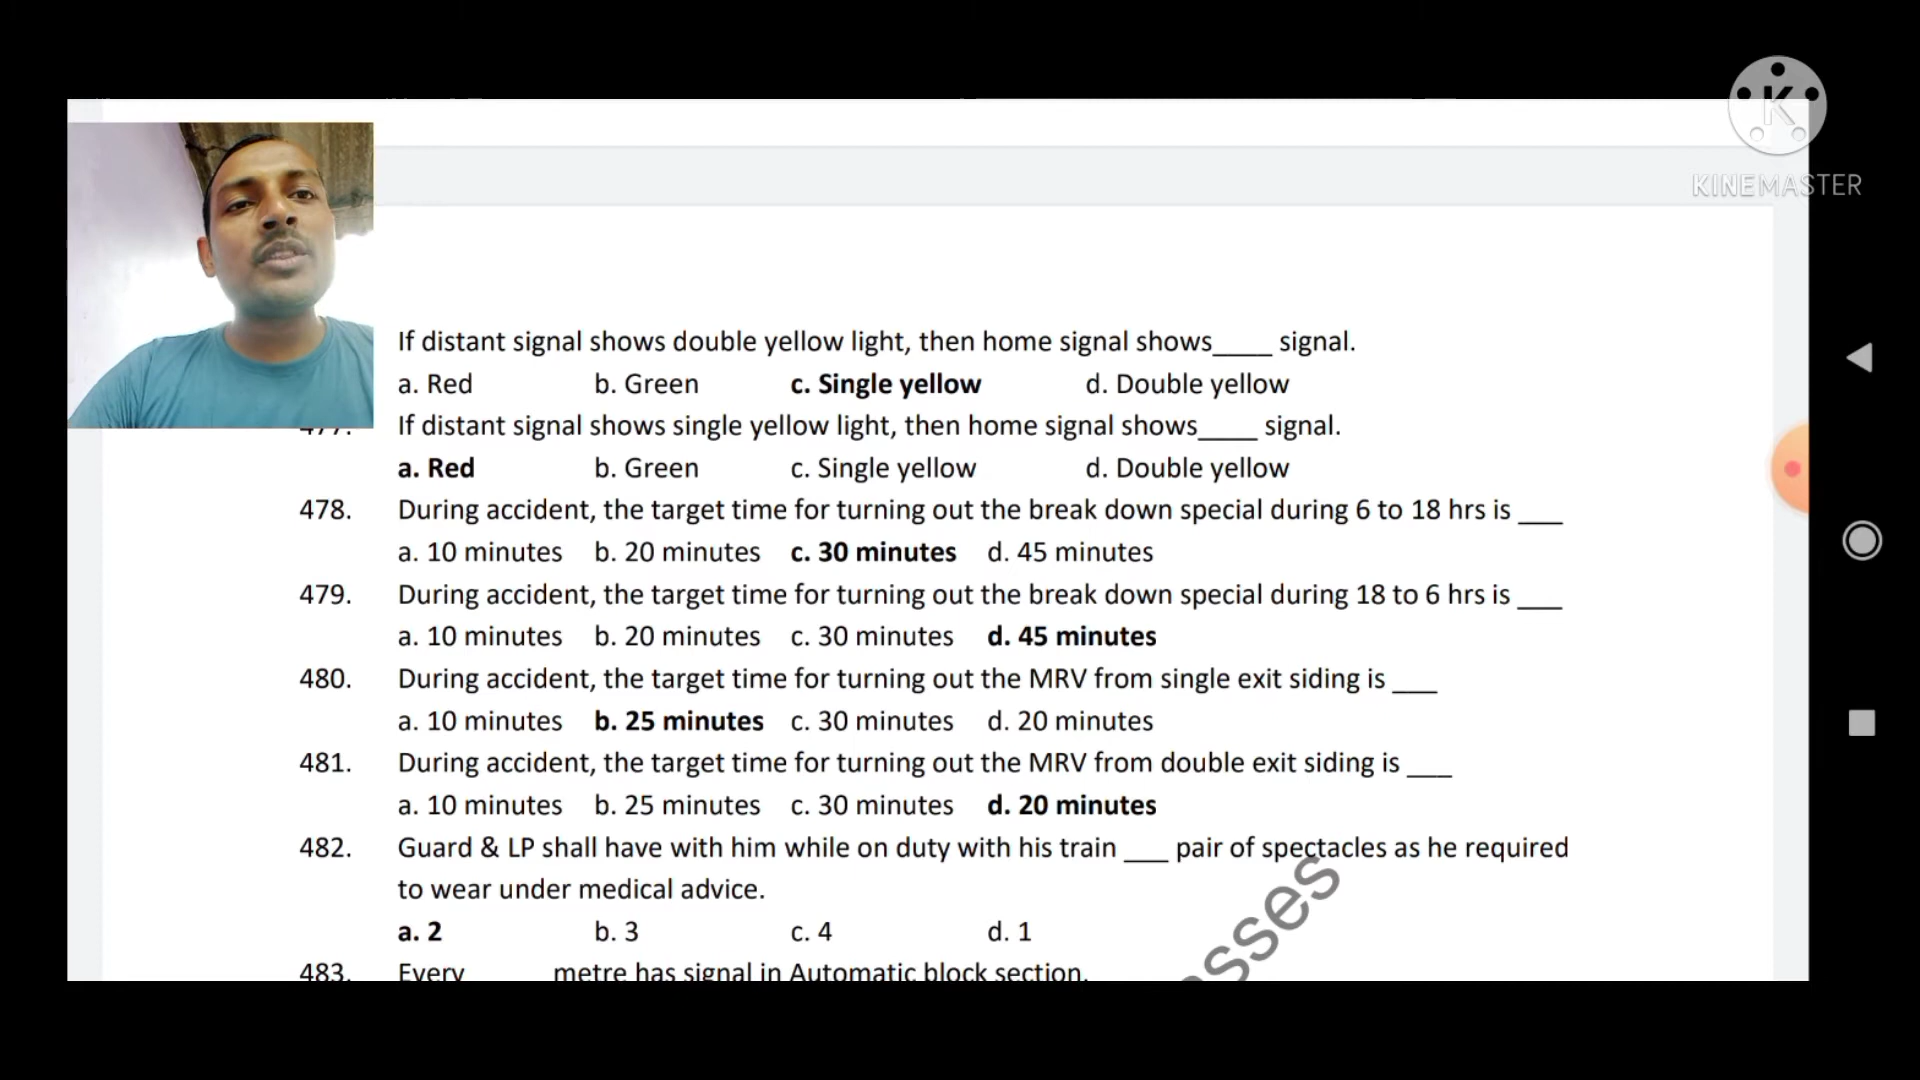 K
KINEMASTER
If distant signal shows double yellow light, then home signal shows____ signal.
a. Red b. Green c. Single yellow d. Double yellow
477. If distant signal shows single yellow light, then home signal shows____ signal.
a. Red b. Green c. Single yellow d. Double yellow
478. During accident, the target time for turning out the break down special during 6 to 18 hrs is ___
a. 10 minutes b. 20 minutes c. 30 minutes d. 45 minutes
479. During accident, the target time for turning out the break down special during 18 to 6 hrs is ___
a. 10 minutes b. 20 minutes c. 30 minutes d. 45 minutes
480. During accident, the target time for turning out the MRV from single exit siding is ___
a. 10 minutes b. 25 minutes c. 30 minutes d. 20 minutes
481. During accident, the target time for turning out the MRV from double exit siding is ___
a. 10 minutes b. 25 minutes c. 30 minutes d. 20 minutes
482. Guard & LP shall have with him while on duty with his train ___ pair of spectacles as he required
to wear under medical advice.
a. 2 b. 3 c. 4 d. 1
483. Every ______ metre has signal in Automatic block section.